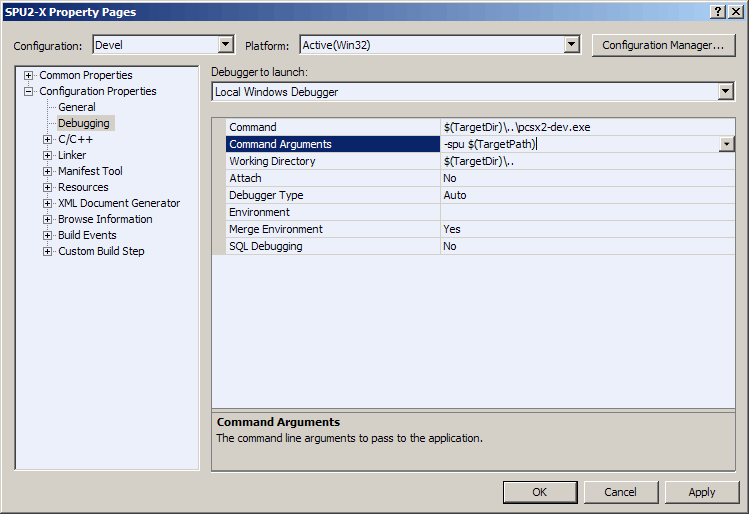 SPU2-X Property Pages
Configuration: Devel Platform: Active(Win32) Configuration Manager...
Common Properties
Configuration Properties
General
Debugging
C/C++
Linker
Manifest Tool
Resources
XML Document Generator
Browse Information
Build Events
Custom Build Step
Debugger to launch:
Local Windows Debugger
Command $(TargetDir)\..\pcsx2-dev.exe
Command Arguments -spu $(TargetPath)
Working Directory $(TargetDir)\..
Attach No
Debugger Type Auto
Environment
Merge Environment Yes
SQL Debugging No
Command Arguments
The command line arguments to pass to the application.
OK Cancel Apply